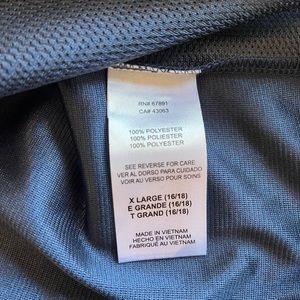 RN# 67891
CA# 43063
100% POLYESTER
100% POLYESTER
100% POLYESTER
SEE REVERSE FOR CARE
VER AL DORSO PARA CUIDADO
VOIR AU VERSO POUR SOINS
X LARGE (16/18)
E GRANDE (16/18)
T GRAND (16/18)
MADE IN VIETNAM
HECHO EN VIETNAM
FABRIQUÉ AU VIETNAM